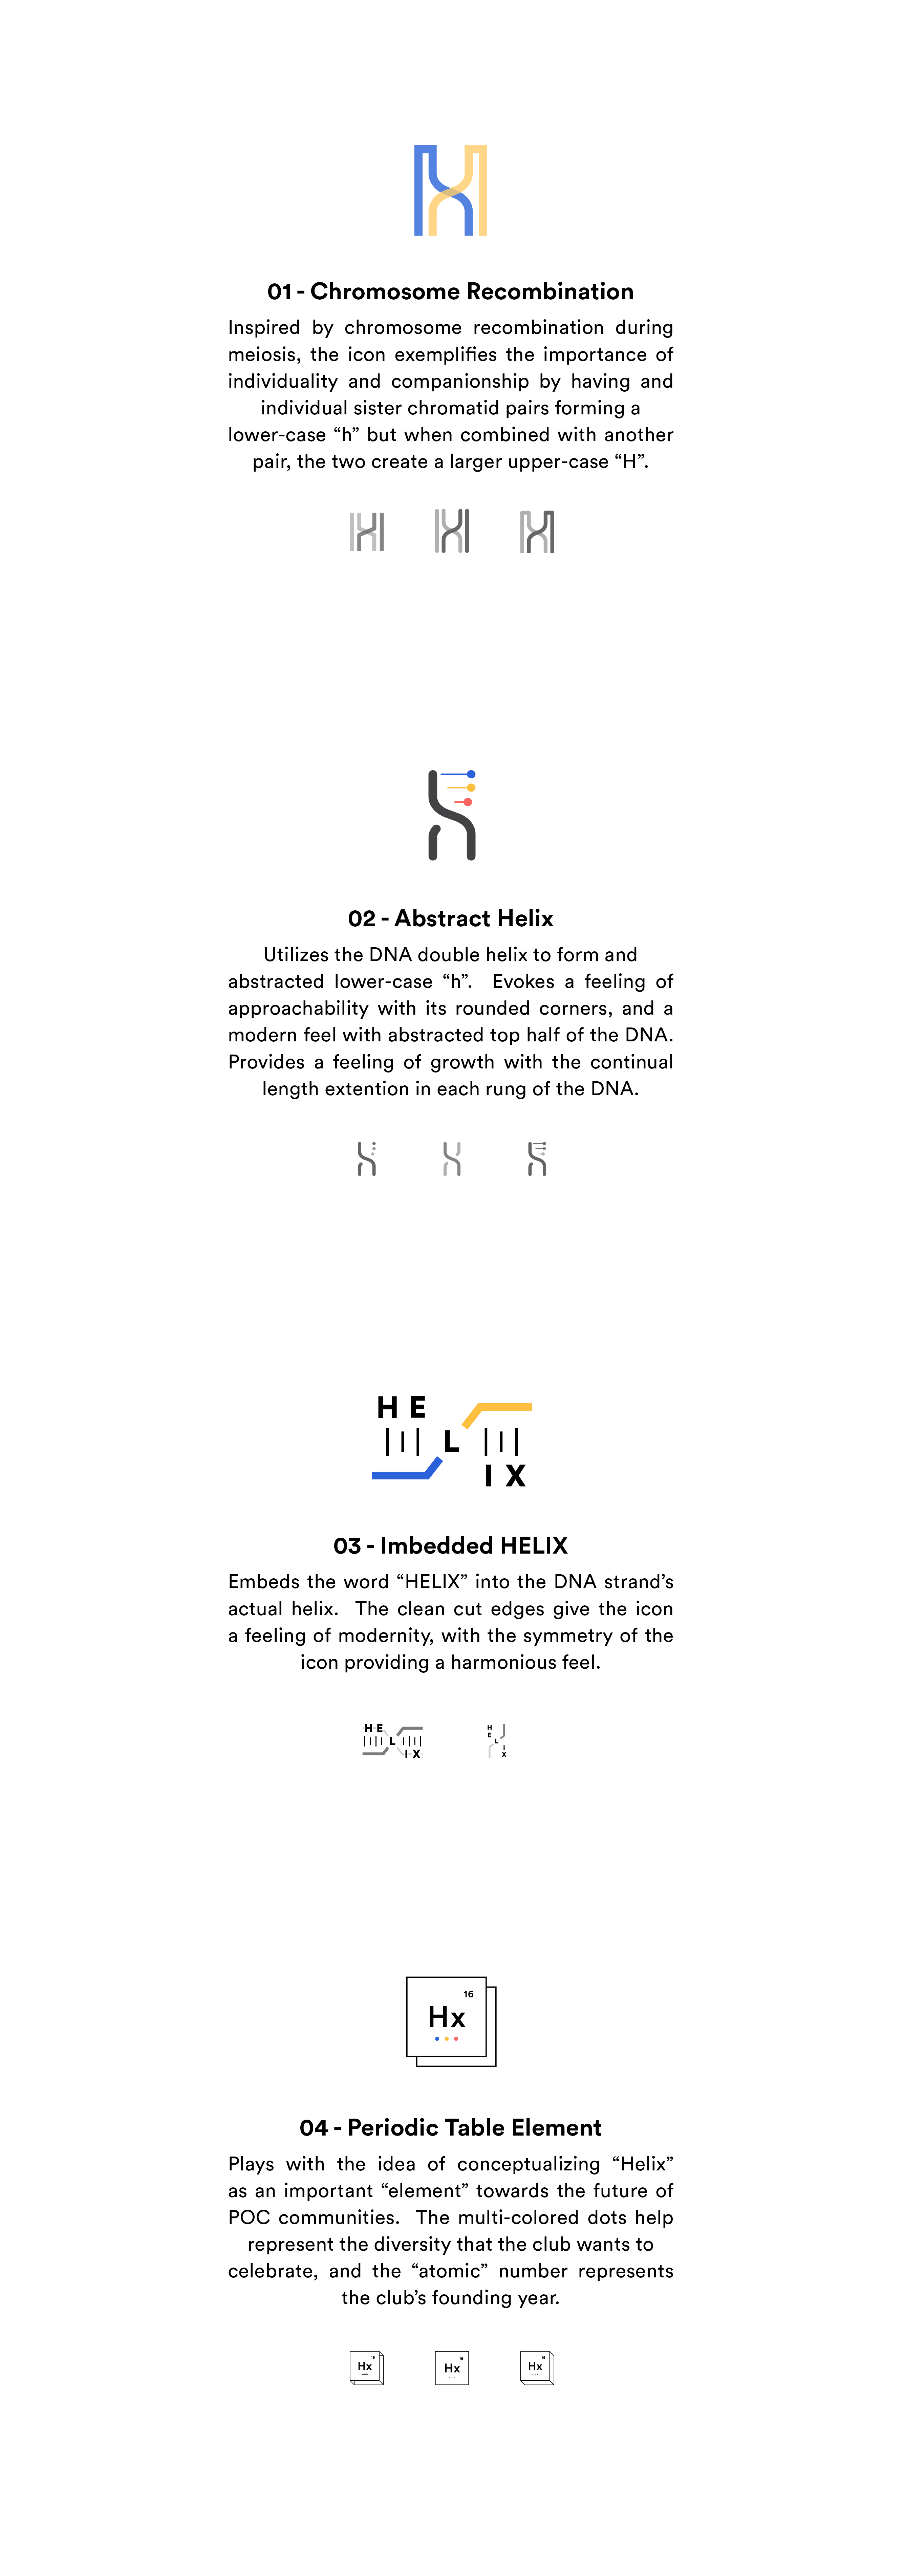 01 - Chromosome Recombination
Inspired by chromosome recombination during
meiosis, the icon exemplifies the importance of
individuality and companionship by having and
individual sister chromatid pairs forming a
lower-case “h” but when combined with another
pair, the two create a larger upper-case “H”.
02 - Abstract Helix
Utilizes the DNA double helix to form and
abstracted lower-case “h”. Evokes a feeling of
approachability with its rounded corners, and a
modern feel with abstracted top half of the DNA.
Provides a feeling of growth with the continual
length extention in each rung of the DNA.
HE
L
IX
03 - Imbedded HELIX
Embeds the word “HELIX” into the DNA strand’s
actual helix. The clean cut edges give the icon
a feeling of modernity, with the symmetry of the
icon providing a harmonious feel.
HE
L
IX
H
E
L
I
X
16
Hx
04 - Periodic Table Element
Plays with the idea of conceptualizing “Helix”
as an important “element” towards the future of
POC communities. The multi-colored dots help
represent the diversity that the club wants to
celebrate, and the “atomic” number represents
the club’s founding year.
16
Hx
16
Hx
16
Hx